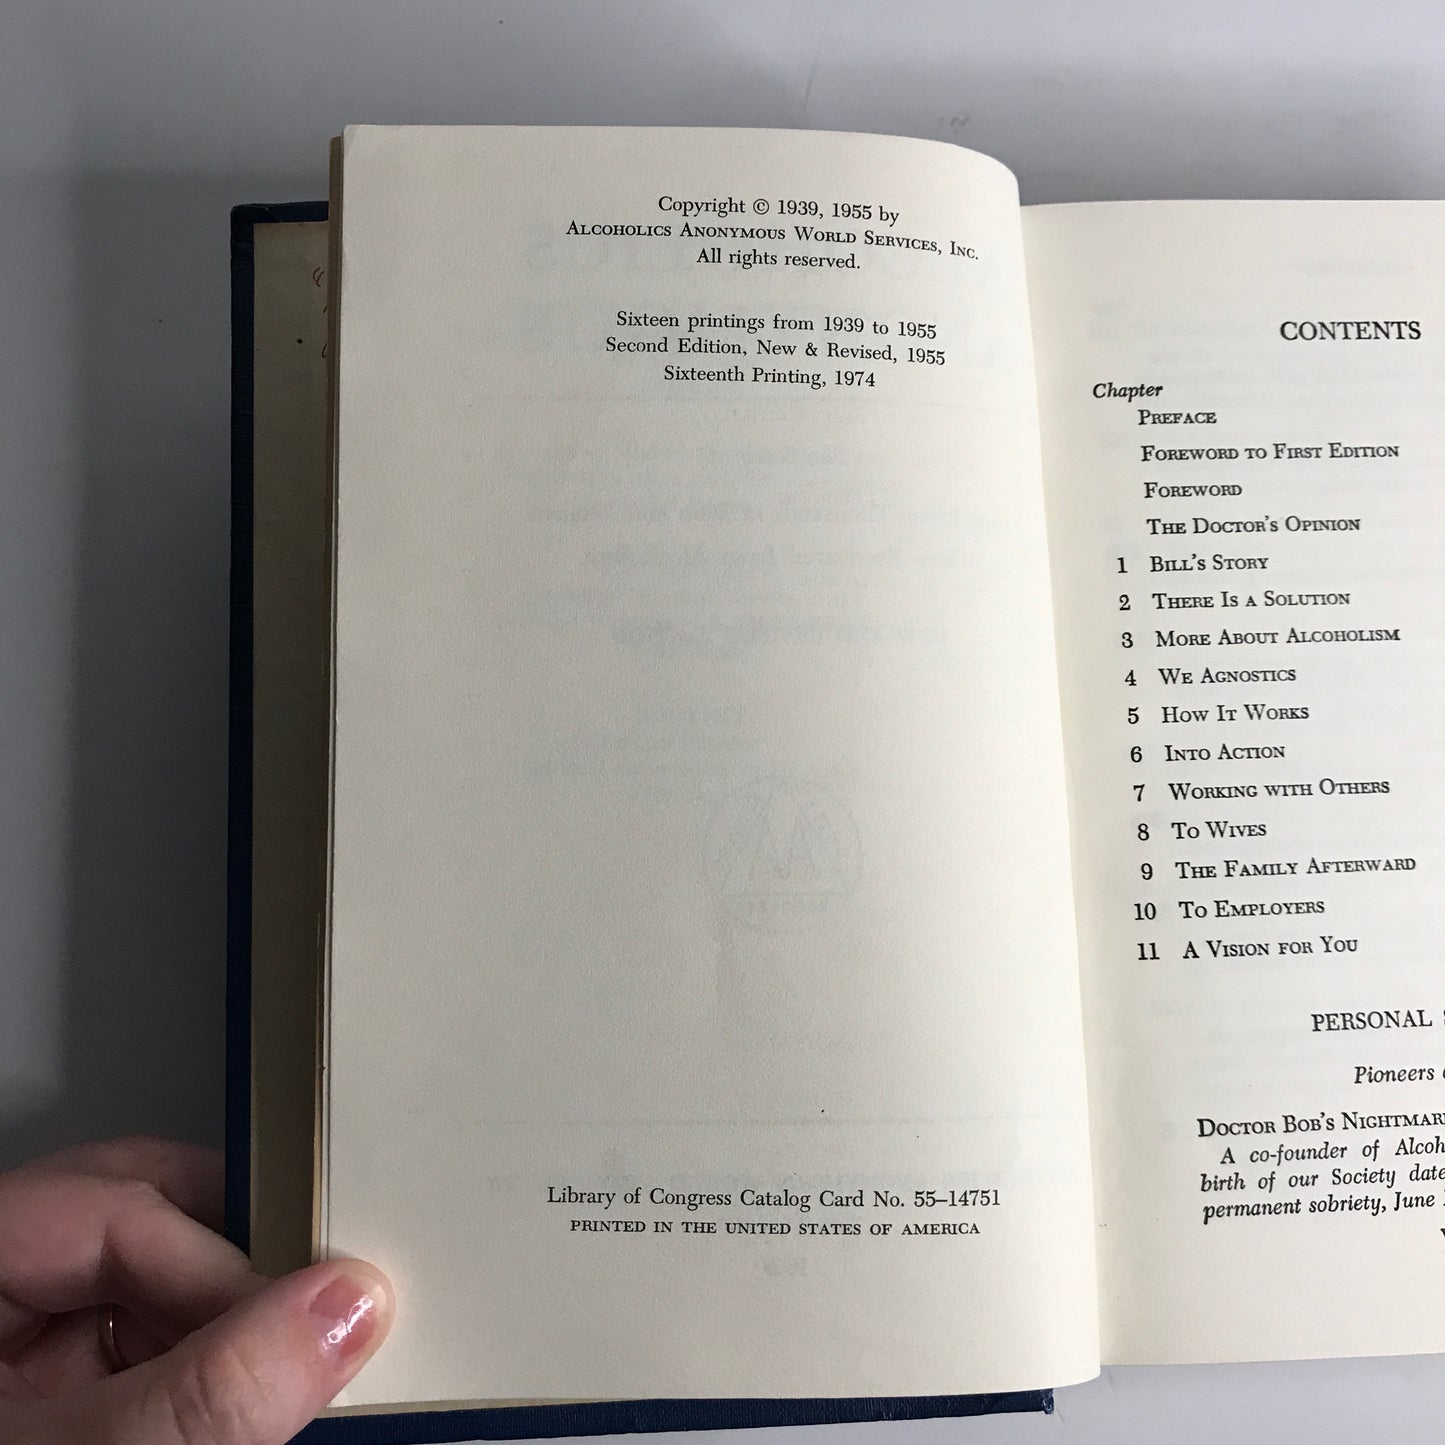 Copyright © 1939, 1955 by
Alcoholics Anonymous World Services, Inc.
All rights reserved.
Sixteen printings from 1939 to 1955
Second Edition, New & Revised, 1955
Sixteenth Printing, 1974
Library of Congress Catalog Card No. 55–14751
PRINTED IN THE UNITED STATES OF AMERICA
CONTENTS
Chapter
Preface
Foreword to First Edition
Foreword
The Doctor's Opinion
1 Bill's Story
2 There Is a Solution
3 More About Alcoholism
4 We Agnostics
5 How It Works
6 Into Action
7 Working with Others
8 To Wives
9 The Family Afterward
10 To Employers
11 A Vision for You
PERSONAL
Pioneers
Doctor Bob's
A co-founder of
birth of our Society
permanent sobriety, June